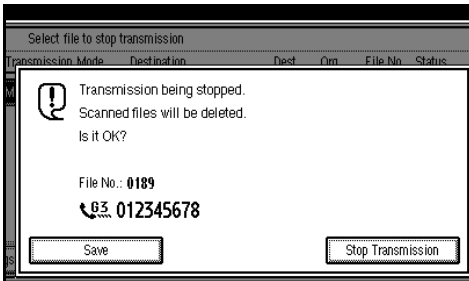 Select file to stop transmission
Transmission Mode Destination Dest. Org. File No. Status
M
Transmission being stopped.
Scanned files will be deleted.
Is it OK?
File No.: 0189
G3 012345678
Save
Stop Transmission